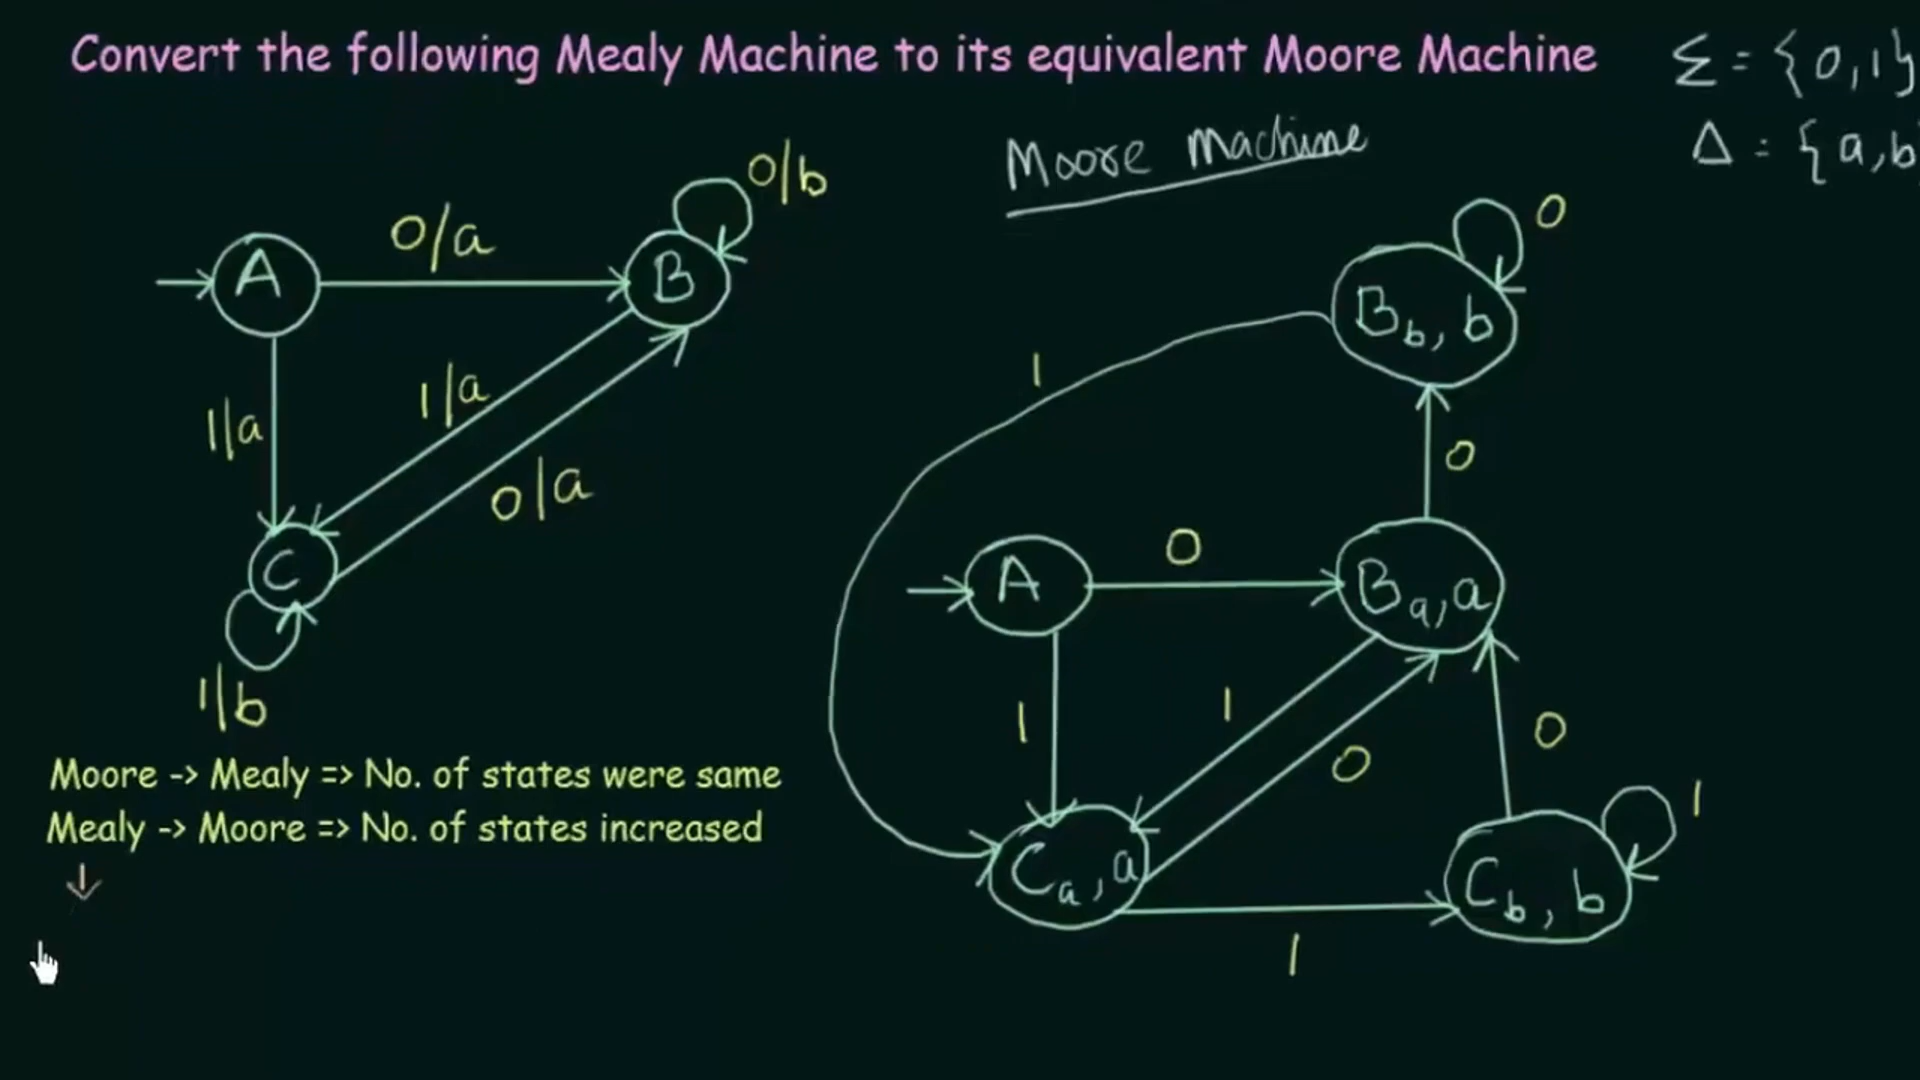 Convert the following Mealy Machine to its equivalent Moore Machine
Σ = {0,1}
Δ = {a,b
Moore Machine
0/b
0/a
A
B
1/a
1/a
0/a
C
1/b
0
Bb, b
1
0
A
0
Ba, a
1
1
0
0
1
Ca, a
Cb, b
1
Moore -> Mealy => No. of states were same
Mealy -> Moore => No. of states increased